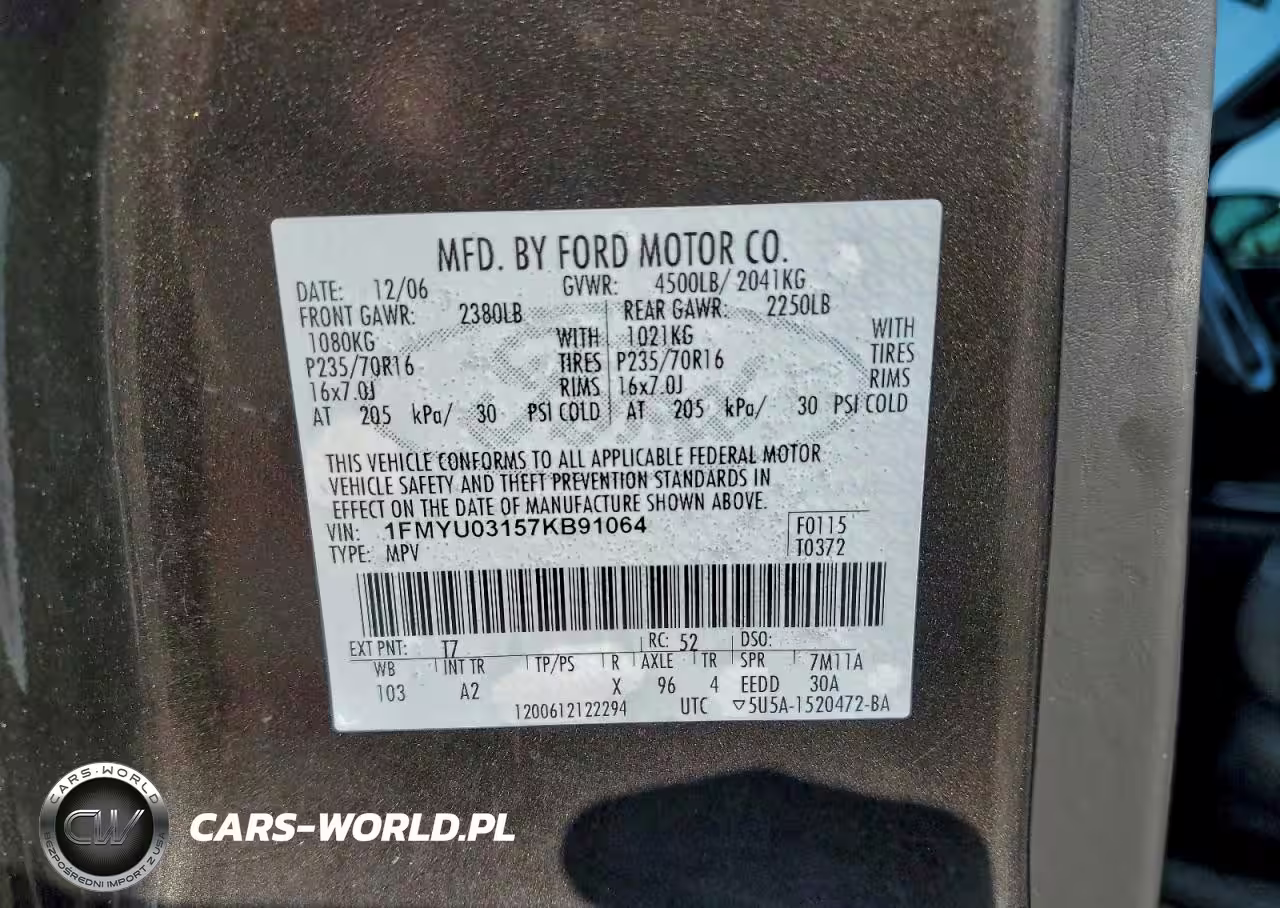 MFD. BY FORD MOTOR CO.
DATE: 12/06 GVWR: 4500LB/ 2041KG
FRONT GAWR: 2380LB REAR GAWR: 2250LB
1080KG WITH 1021KG WITH
P235/70R16 TIRES P235/70R16 TIRES
16x7.0J RIMS 16x7.0J RIMS
AT 205 kPa/ 30 PSI COLD AT 205 kPa/ 30 PSI COLD
THIS VEHICLE CONFORMS TO ALL APPLICABLE FEDERAL MOTOR
VEHICLE SAFETY AND THEFT PREVENTION STANDARDS IN
EFFECT ON THE DATE OF MANUFACTURE SHOWN ABOVE.
VIN: 1FMYU03157KB91064 F0115
TYPE: MPV T0372
EXT PNT: T7 RC: 52 DSO:
WB INT TR TP/PS R AXLE TR SPR 7M11A
103 A2 X 96 4 EEDD 30A
1200612122294 UTC ▽5U5A-1520472-BA
CARS-WORLD
CW
BEZPOŚREDNI IMPORT Z USA
CARS-WORLD.PL